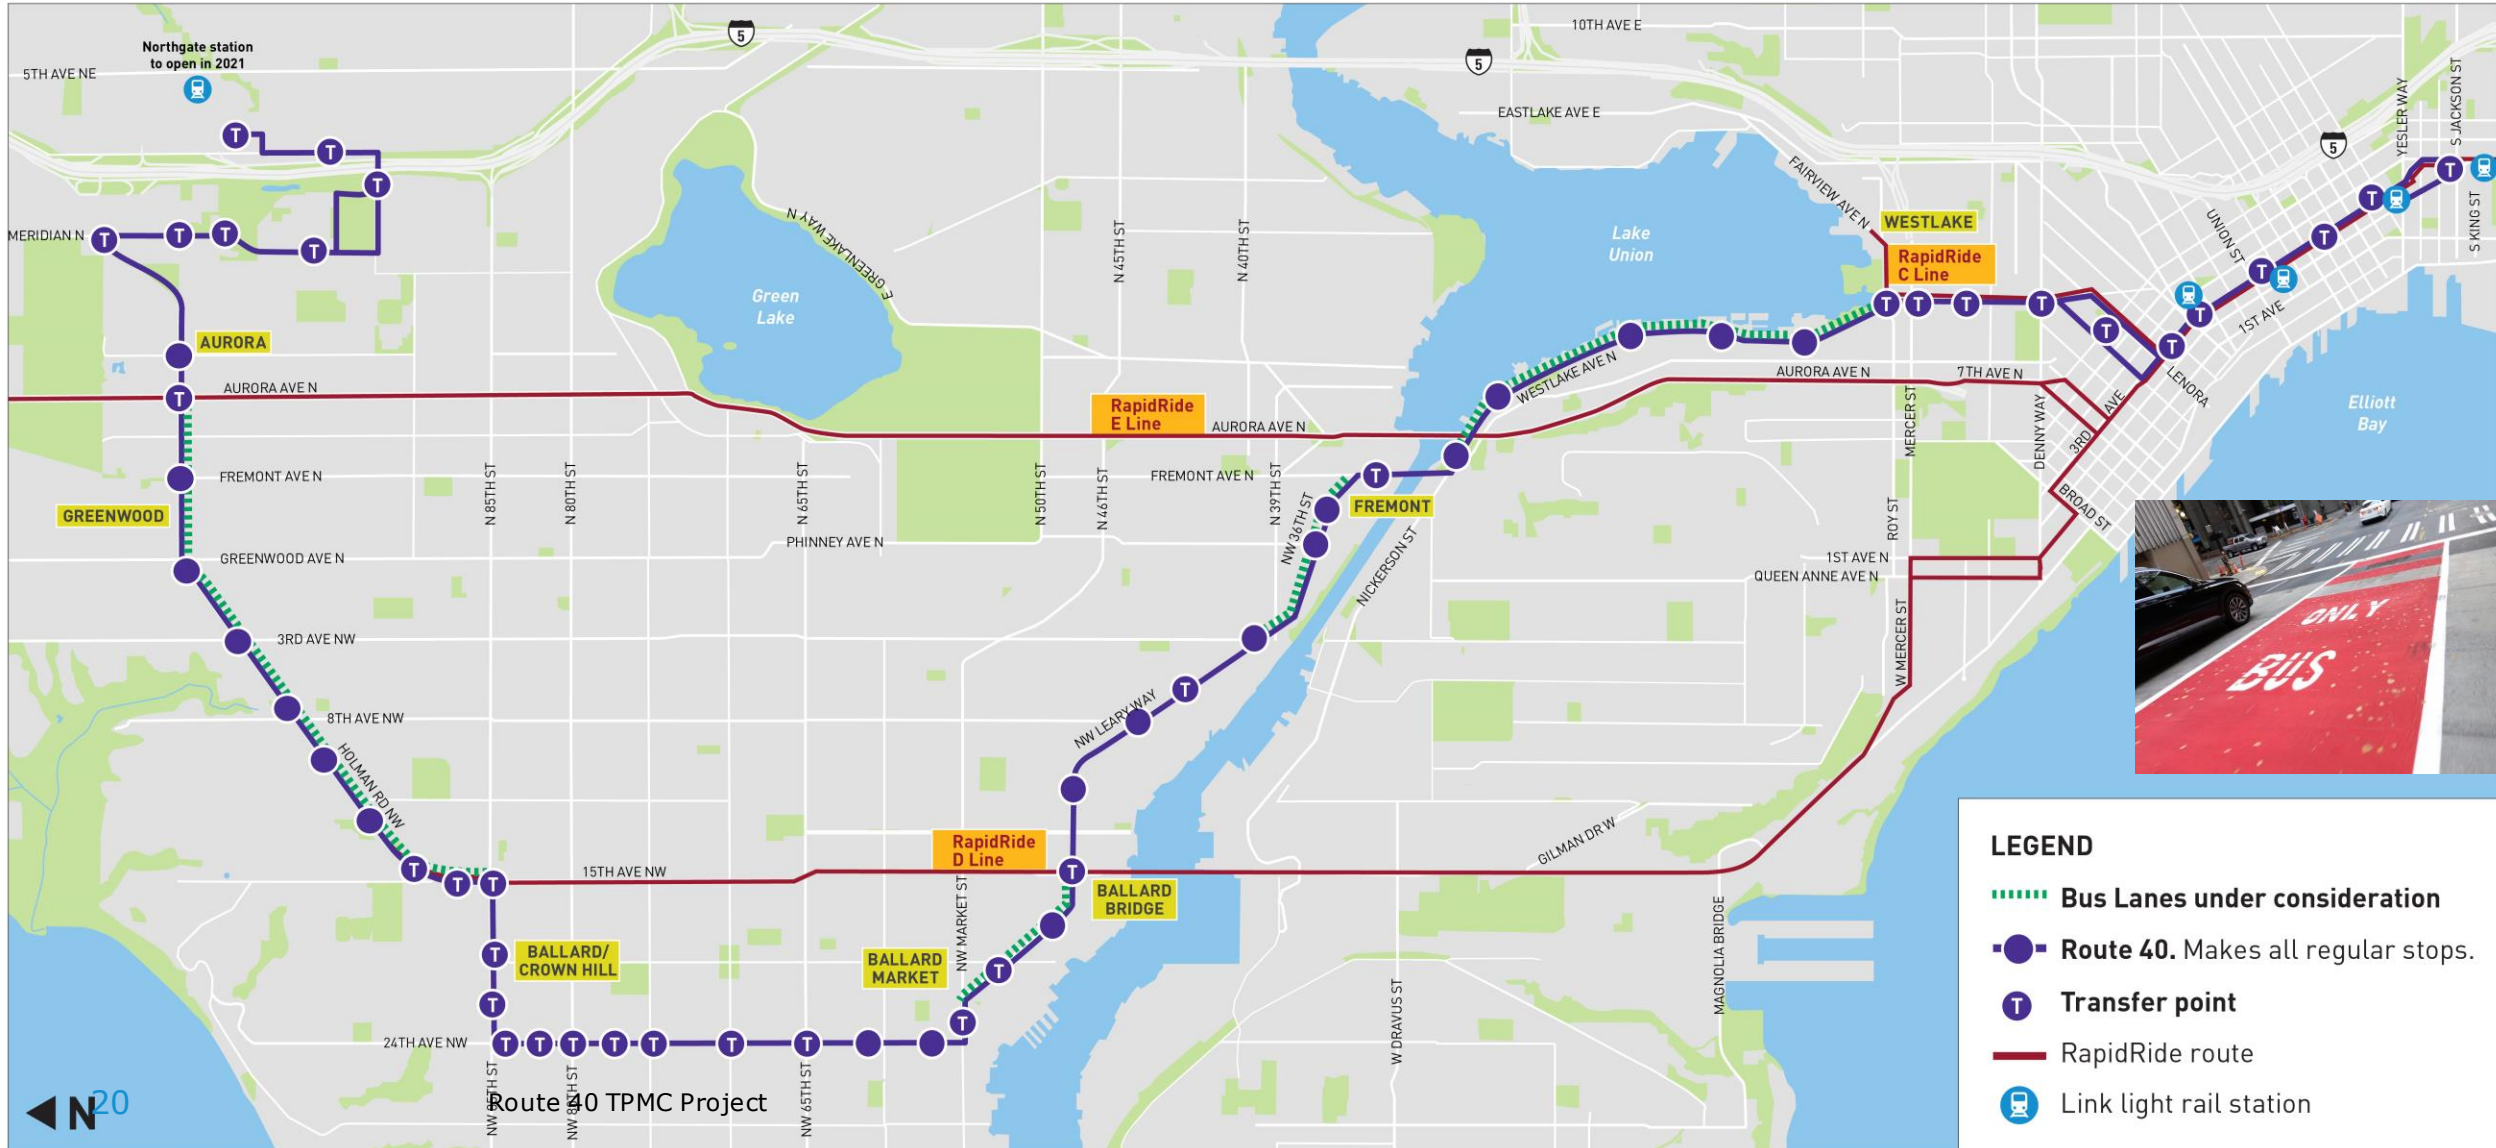 Northgate station
to open in 2021
5TH AVE NE
5
5
5
10TH AVE E
EASTLAKE AVE E
FAIRVIEW AVE N
WESTLAKE
RapidRide
C Line
YESLER WAY
S JACKSON ST
S KING ST
UNION ST
1ST AVE
T
T
T
MERIDIAN N
T
T
T
T
AURORA
AURORA AVE N
T
E GREENLAKE WAY N
Green
Lake
N 45TH ST
N 40TH ST
Lake
Union
WESTLAKE AVE N
T
T
T
T
T
T
T
T
T
T
T
AURORA AVE N
7TH AVE N
LENORA
Elliott
Bay
RapidRide
E Line
AURORA AVE N
MERCER ST
DENNY WAY
3RD AVE
BROAD ST
FREMONT AVE N
GREENWOOD
GREENWOOD AVE N
N 85TH ST
N 80TH ST
N 65TH ST
N 50TH ST
N 46TH ST
FREMONT AVE N
N 39TH ST
NW 36TH ST
T
FREMONT
NICKERSON ST
PHINNEY AVE N
ROY ST
1ST AVE N
QUEEN ANNE AVE N
W MERCER ST
3RD AVE NW
8TH AVE NW
HOLMAN RD NW
T
NW LEARY WAY
ONLY
BUS
T
T
15TH AVE NW
RapidRide
D Line
T
BALLARD
BRIDGE
GILMAN DR W
MAGNOLIA BRIDGE
W DRAVUS ST
NW MARKET ST
BALLARD
MARKET
T
T
T
T
BALLARD/
CROWN HILL
24TH AVE NW
T
T
T
T
T
T
T
NW 85TH ST
NW 80TH ST
NW 65TH ST
N
20
Route 40 TPMC Project
LEGEND
Bus Lanes under consideration
Route 40. Makes all regular stops.
T
Transfer point
RapidRide route
Link light rail station